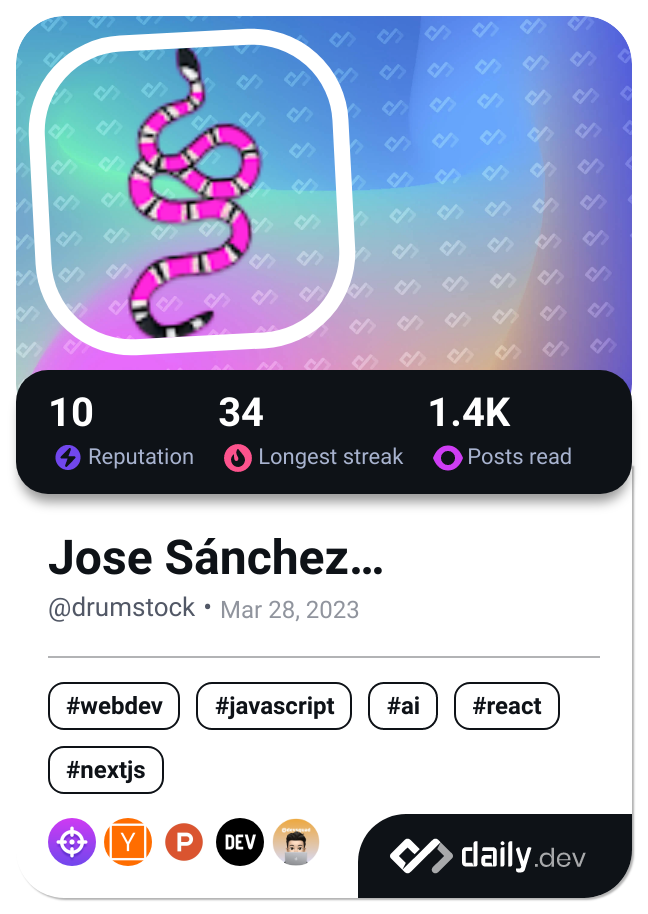 10 34 1.4K
Reputation Longest streak Posts read
Jose Sánchez…
@drumstock • Mar 28, 2023
#webdev #javascript #ai #react
#nextjs
Y P DEV
daily.dev